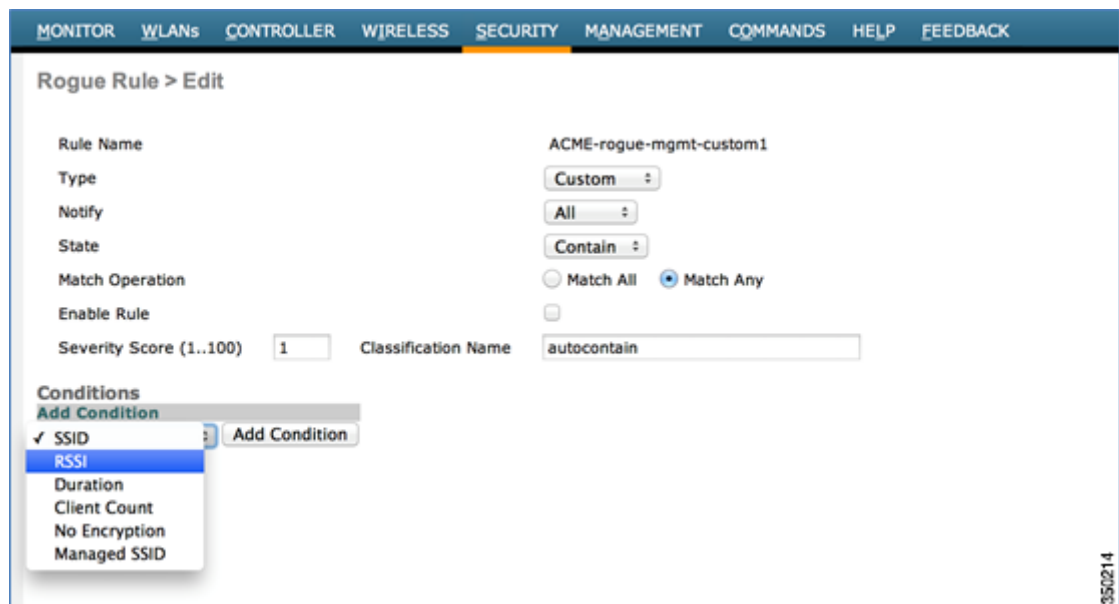 MONITOR WLANs CONTROLLER WIRELESS SECURITY MANAGEMENT COMMANDS HELP FEEDBACK
Rogue Rule > Edit
Rule Name ACME-rogue-mgmt-custom1
Type Custom
Notify All
State Contain
Match Operation Match All Match Any
Enable Rule
Severity Score (1..100) 1 Classification Name autocontain
Conditions
Add Condition
✓ SSID Add Condition
RSSI
Duration
Client Count
No Encryption
Managed SSID
350214